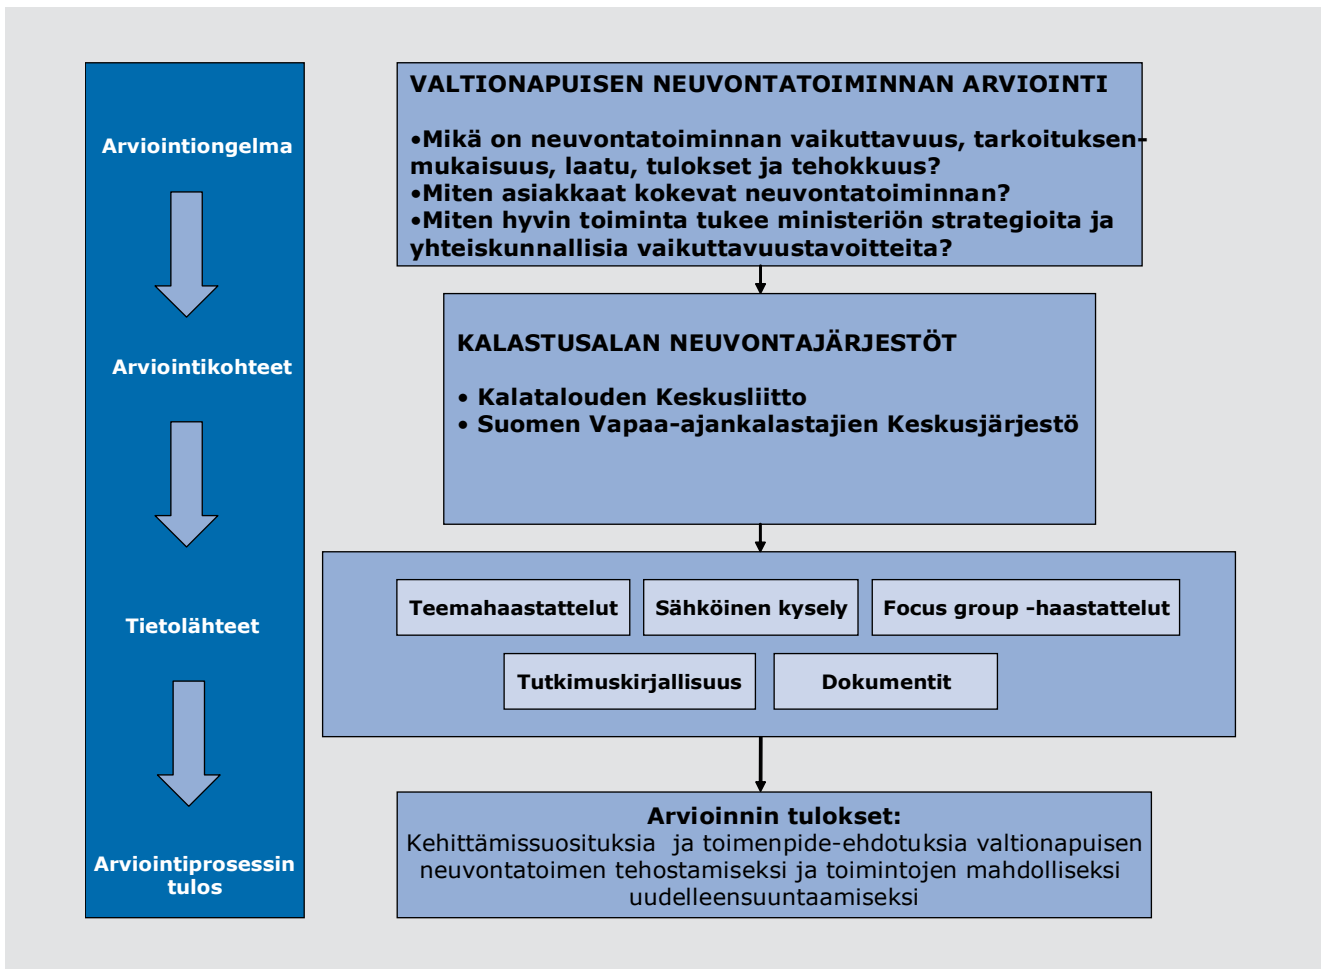 Arviointiongelma
VALTIONAPUISEN NEUVONTATOIMINNAN ARVIOINTI
•Mikä on neuvontatoiminnan vaikuttavuus, tarkoituksen-
mukaisuus, laatu, tulokset ja tehokkuus?
•Miten asiakkaat kokevat neuvontatoiminnan?
•Miten hyvin toiminta tukee ministeriön strategioita ja
yhteiskunnallisia vaikuttavuustavoitteita?
Arviointikohteet
KALASTUSALAN NEUVONTAJÄRJESTÖT
• Kalatalouden Keskusliitto
• Suomen Vapaa-ajankalastajien Keskusjärjestö
Tietolähteet
Teemahaastattelut
Sähköinen kysely
Focus group -haastattelut
Tutkimuskirjallisuus
Dokumentit
Arviointiprosessin
tulos
Arvioinnin tulokset:
Kehittämissuosituksia ja toimenpide-ehdotuksia valtionapuisen
neuvontatoimen tehostamiseksi ja toimintojen mahdolliseksi
uudelleensuuntaamiseksi